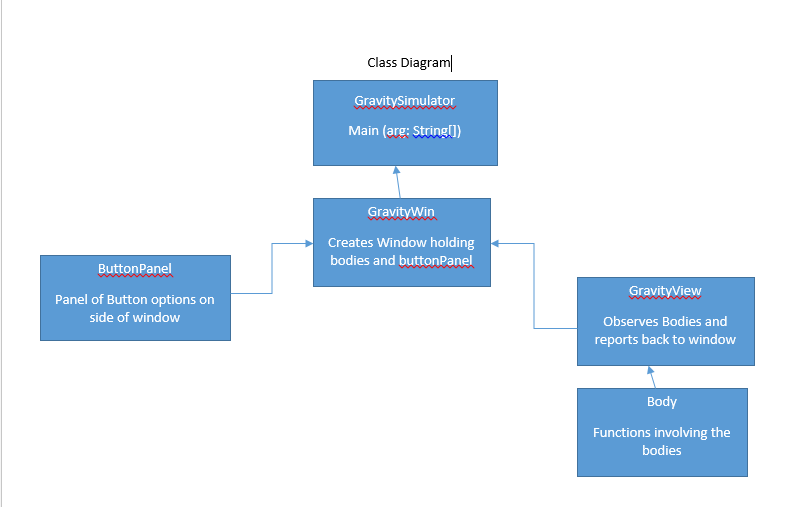 Class Diagram
GravitySimulator
Main (arg: String[])
GravityWin
Creates Window holding
bodies and buttonPanel
ButtonPanel
Panel of Button options on
side of window
GravityView
Observes Bodies and
reports back to window
Body
Functions involving the
bodies